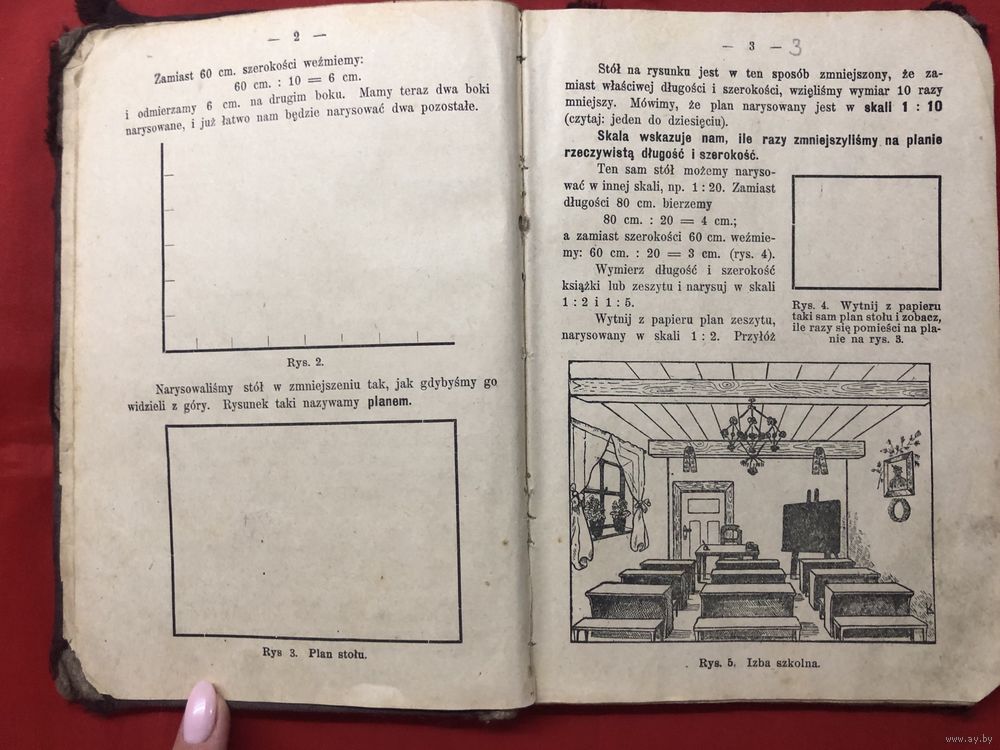 — 2 —
Zamiast 60 cm. szerokości weźmiemy:
60 cm. : 10 = 6 cm.
i odmierzamy 6 cm. na drugim boku. Mamy teraz dwa boki
narysowane, i już łatwo nam będzie narysować dwa pozostałe.
Rys. 2.
Narysowaliśmy stół w zmniejszeniu tak, jak gdybyśmy go
widzieli z góry. Rysunek taki nazywamy planem.
Rys 3. Plan stołu.
— 3 — 3
Stół na rysunku jest w ten sposób zmniejszony, że za-
miast właściwej długości i szerokości, wzięliśmy wymiar 10 razy
mniejszy. Mówimy, że plan narysowany jest w skali 1 : 10
(czytaj: jeden do dziesięciu).
Skala wskazuje nam, ile razy zmniejszyliśmy na planie
rzeczywistą długość i szerokość.
Ten sam stół możemy naryso-
wać w innej skali, np. 1 : 20. Zamiast
długości 80 cm. bierzemy
80 cm. : 20 = 4 cm.;
a zamiast szerokości 60 cm. weźmie-
my: 60 cm. : 20 = 3 cm. (rys. 4).
Wymierz długość i szerokość
książki lub zeszytu i narysuj w skali
1 : 2 i 1 : 5.
Wytnij z papieru plan zeszytu,
narysowany w skali 1 : 2. Przyłóż
Rys. 4. Wytnij z papieru
taki sam plan stołu i zobacz,
ile razy się pomieści na pla-
nie na rys. 3.
Rys. 5. Izba szkolna.
www.ay.by